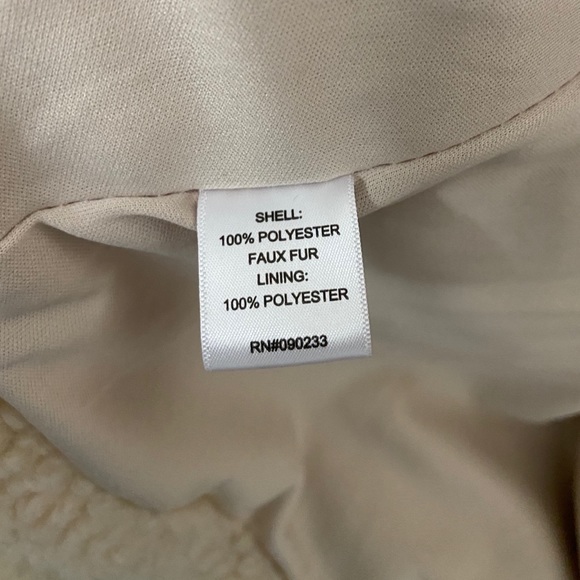 SHELL:
100% POLYESTER
FAUX FUR
LINING:
100% POLYESTER
RN#090233